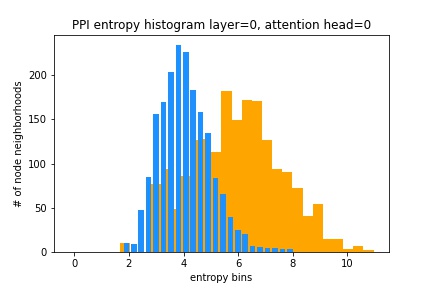 PPI entropy histogram layer=0, attention head=0
# of node neighborhoods
200
150
100
50
0
0 2 4 6 8 10
entropy bins